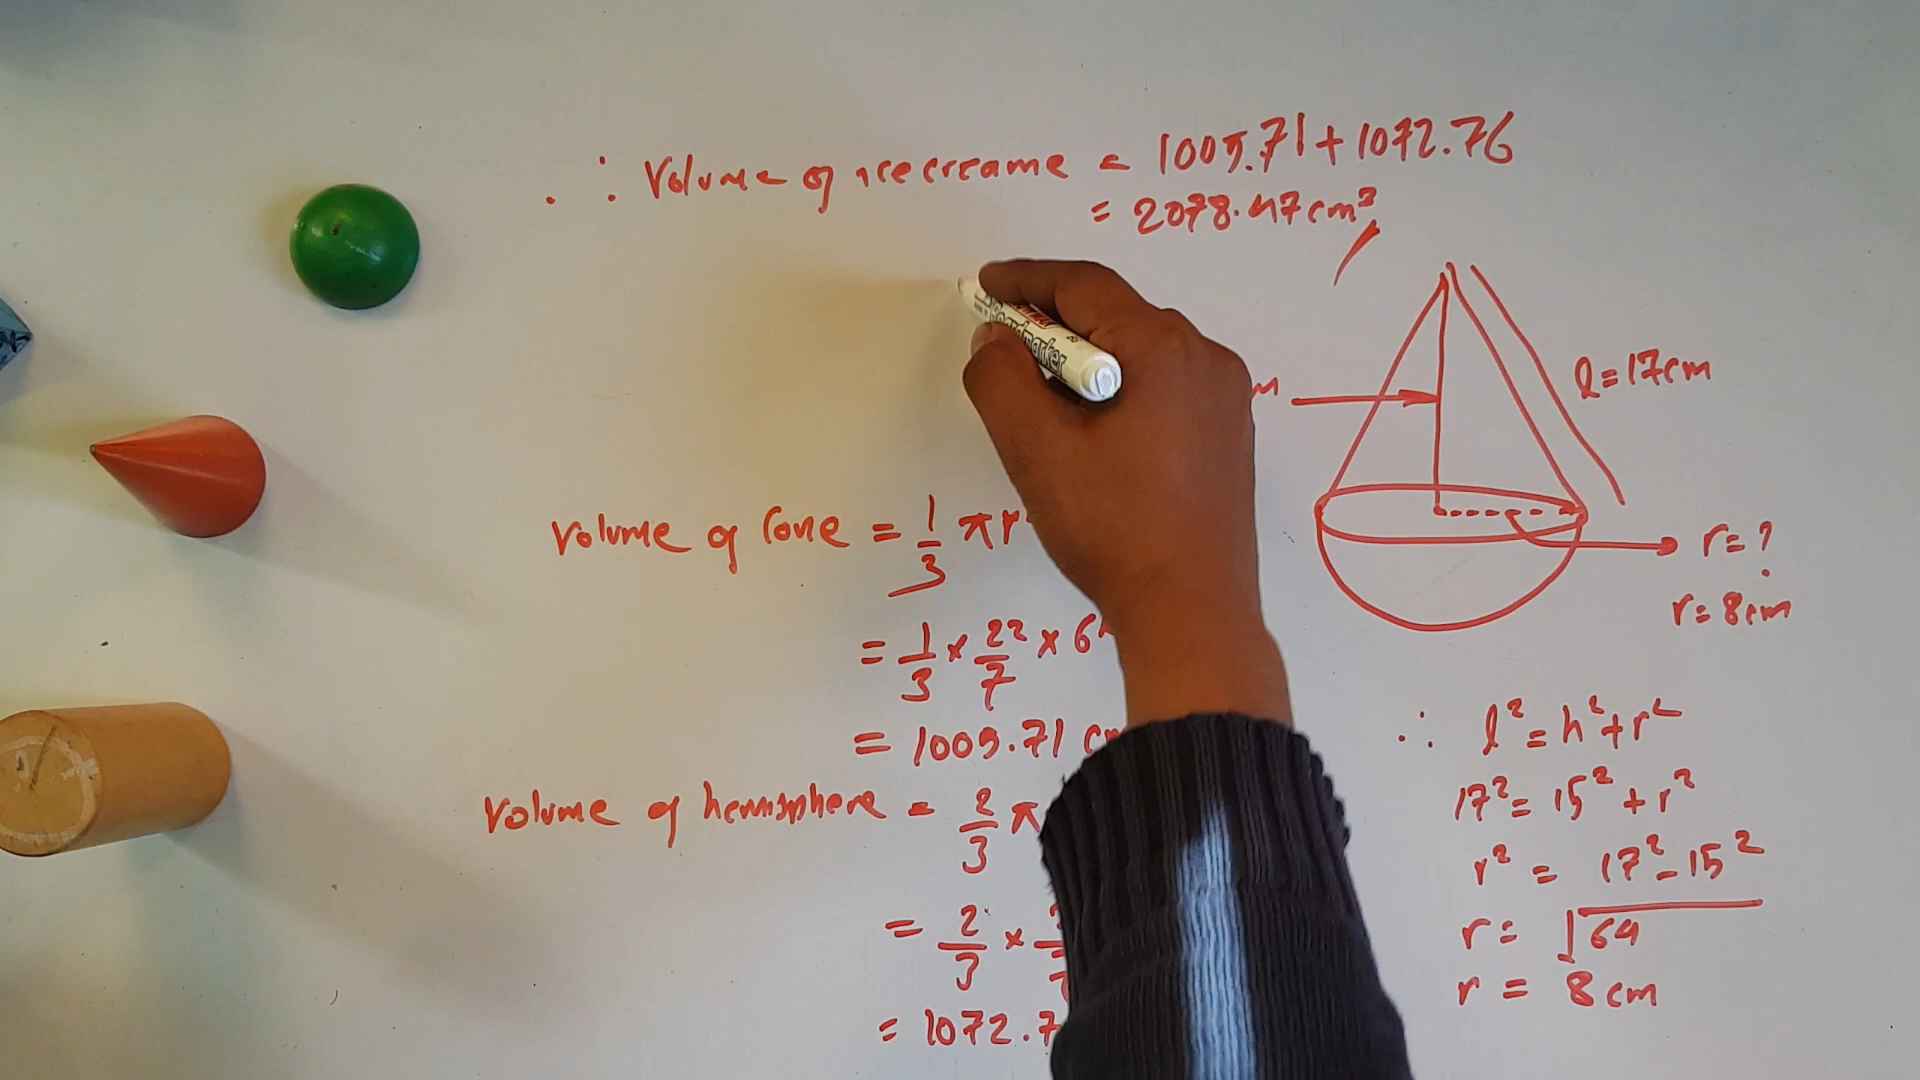 ∴ Volume of icecreame = 1005.71 + 1072.76
= 2078.47 cm³
l = 17cm
Volume of Cone = 1/3 πr
r = ?
r = 8cm
= 1/3 × 22/7 × 6
= 1005.71 cm
∴ l² = h² + r²
17² = 15² + r²
Volume of hemisphere = 2/3 π
r² = 17² - 15²
= 2/3 ×
r = √64
r = 8 cm
= 1072.7
Boardmarker